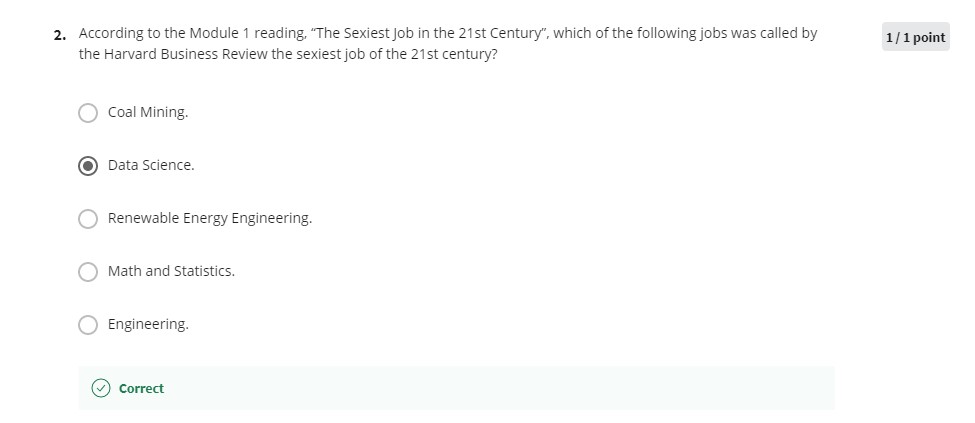 2. According to the Module 1 reading, “The Sexiest Job in the 21st Century”, which of the following jobs was called by
1 / 1 point
the Harvard Business Review the sexiest job of the 21st century?
Coal Mining.
Data Science.
Renewable Energy Engineering.
Math and Statistics.
Engineering.
Correct